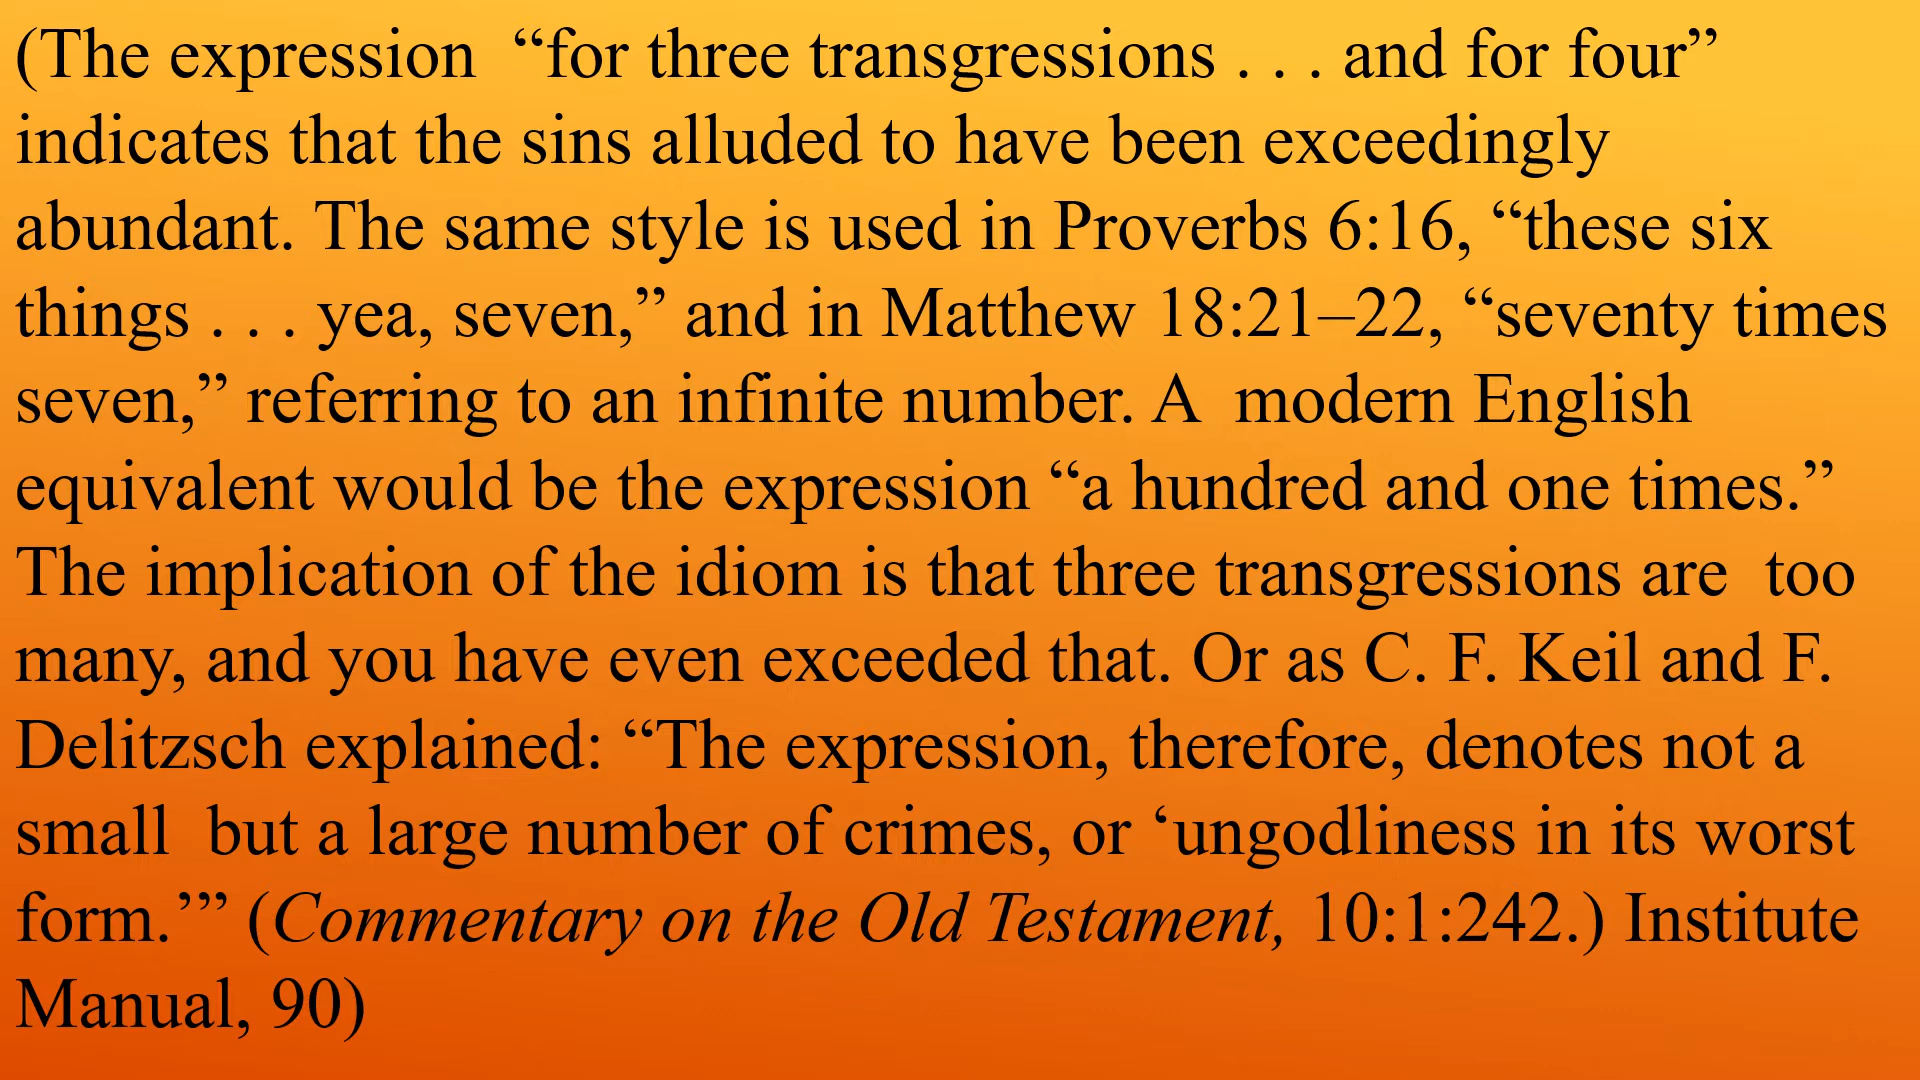 (The expression  “for three transgressions . . . and for four”
indicates that the sins alluded to have been exceedingly
abundant. The same style is used in Proverbs 6:16, “these six
things . . . yea, seven,” and in Matthew 18:21–22, “seventy times
seven,” referring to an infinite number. A  modern English
equivalent would be the expression “a hundred and one times.”
The implication of the idiom is that three transgressions are  too
many, and you have even exceeded that. Or as C. F. Keil and F.
Delitzsch explained: “The expression, therefore, denotes not a
small  but a large number of crimes, or ‘ungodliness in its worst
form.’” (Commentary on the Old Testament, 10:1:242.) Institute
Manual, 90)